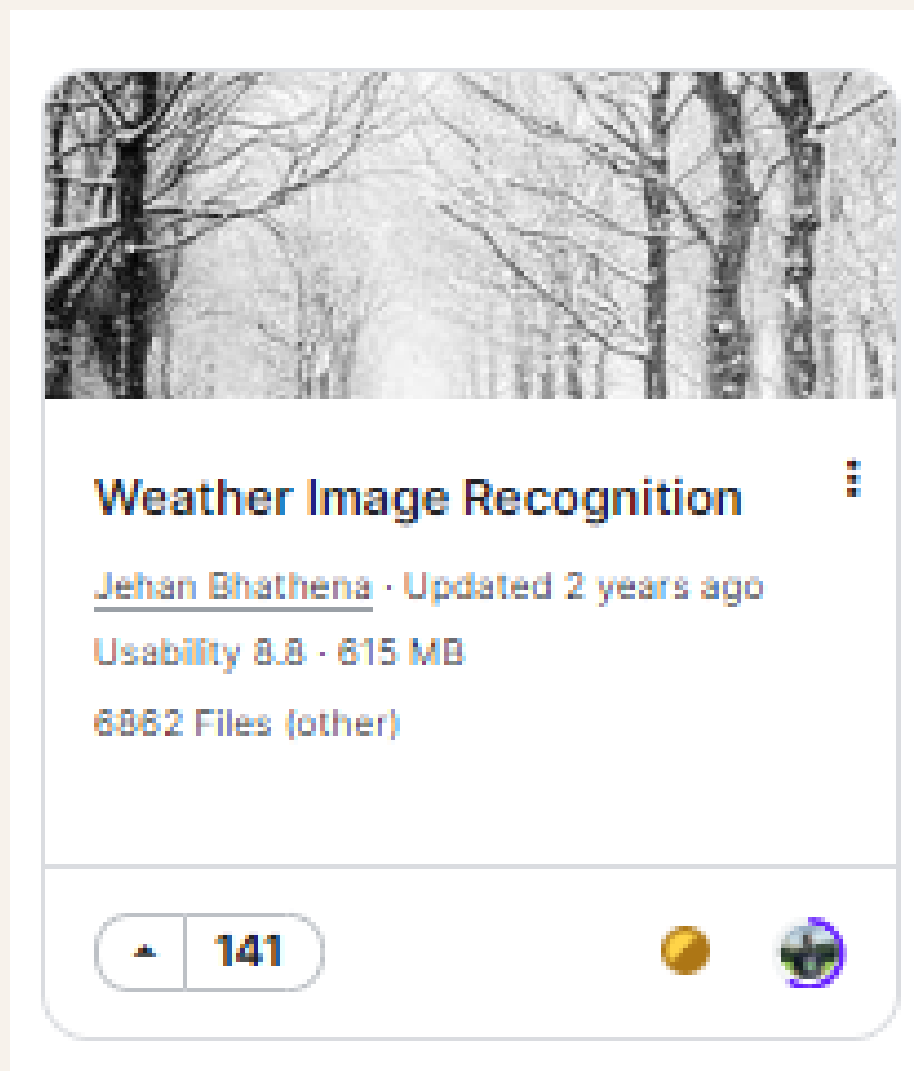 Weather Image Recognition
Jehan Bhathena · Updated 2 years ago
Usability 8.8 · 615 MB
6862 Files (other)
141